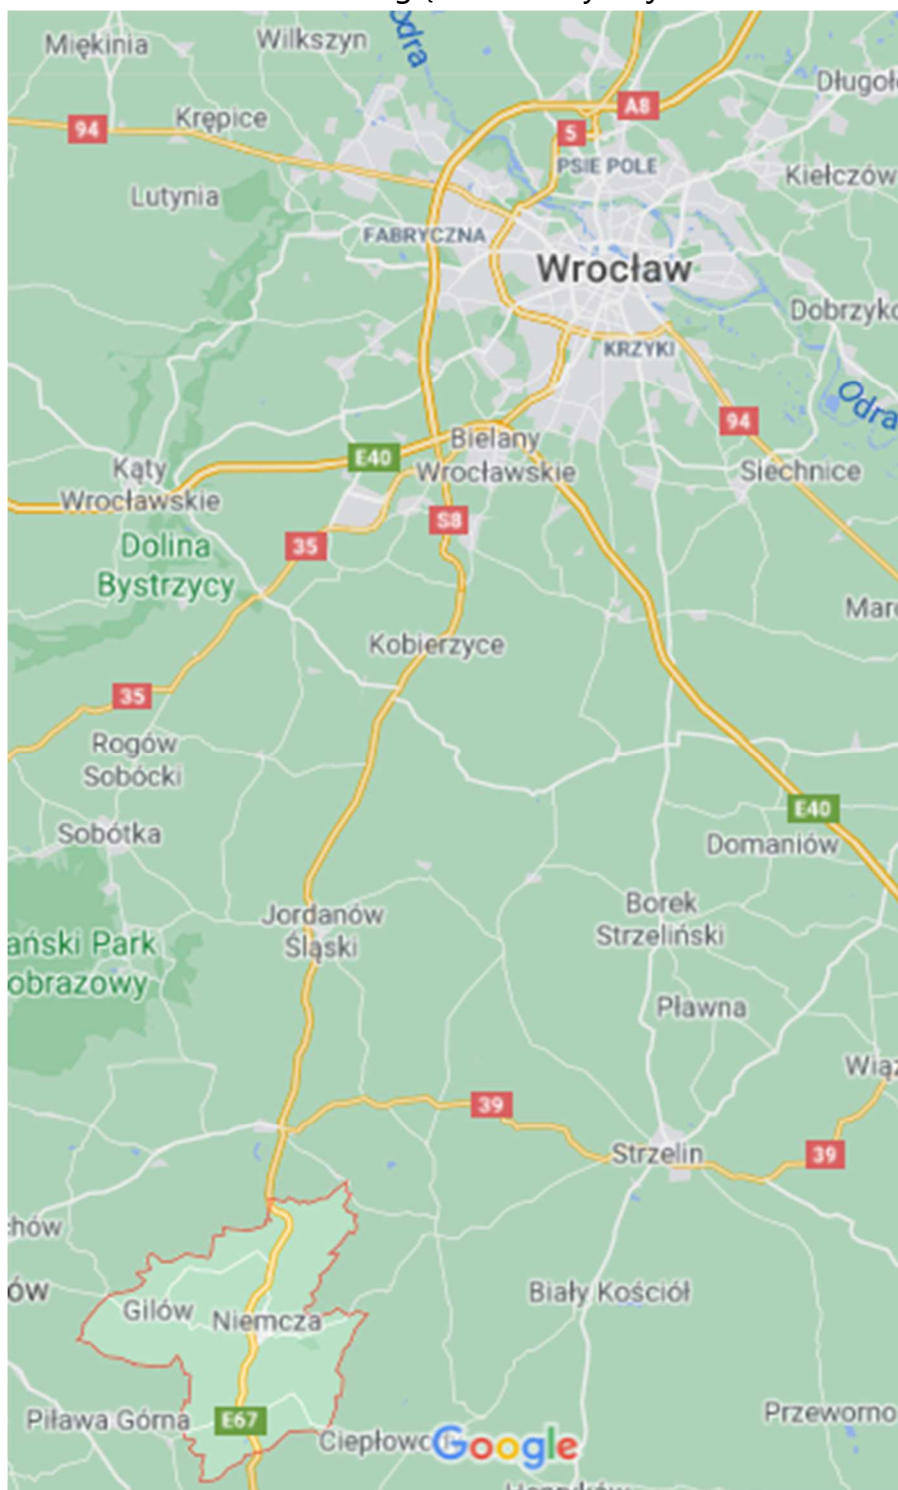 Odra
Miękinia
Wilkszyn
A8
Długoł
94
Krępice
5
PSIE POLE
Kiełczów
Lutynia
FABRYCZNA
Wrocław
Dobrzyko
KRZYKI
Odra
94
Bielany
Wrocławskie
E40
Kąty
Wrocławskie
Siechnice
S8
35
Dolina
Bystrzycy
Marc
Kobierzyce
35
Rogów
Sobócki
E40
Sobótka
Domaniów
Jordanów
Śląski
Borek
Strzeliński
ański Park
obrazowy
Pławna
Wiąz
39
Strzelin
39
chów
ów
Biały Kościół
Gilów
Niemcza
Piława Górna
E67
Przeworno
Ciepłowo
Google